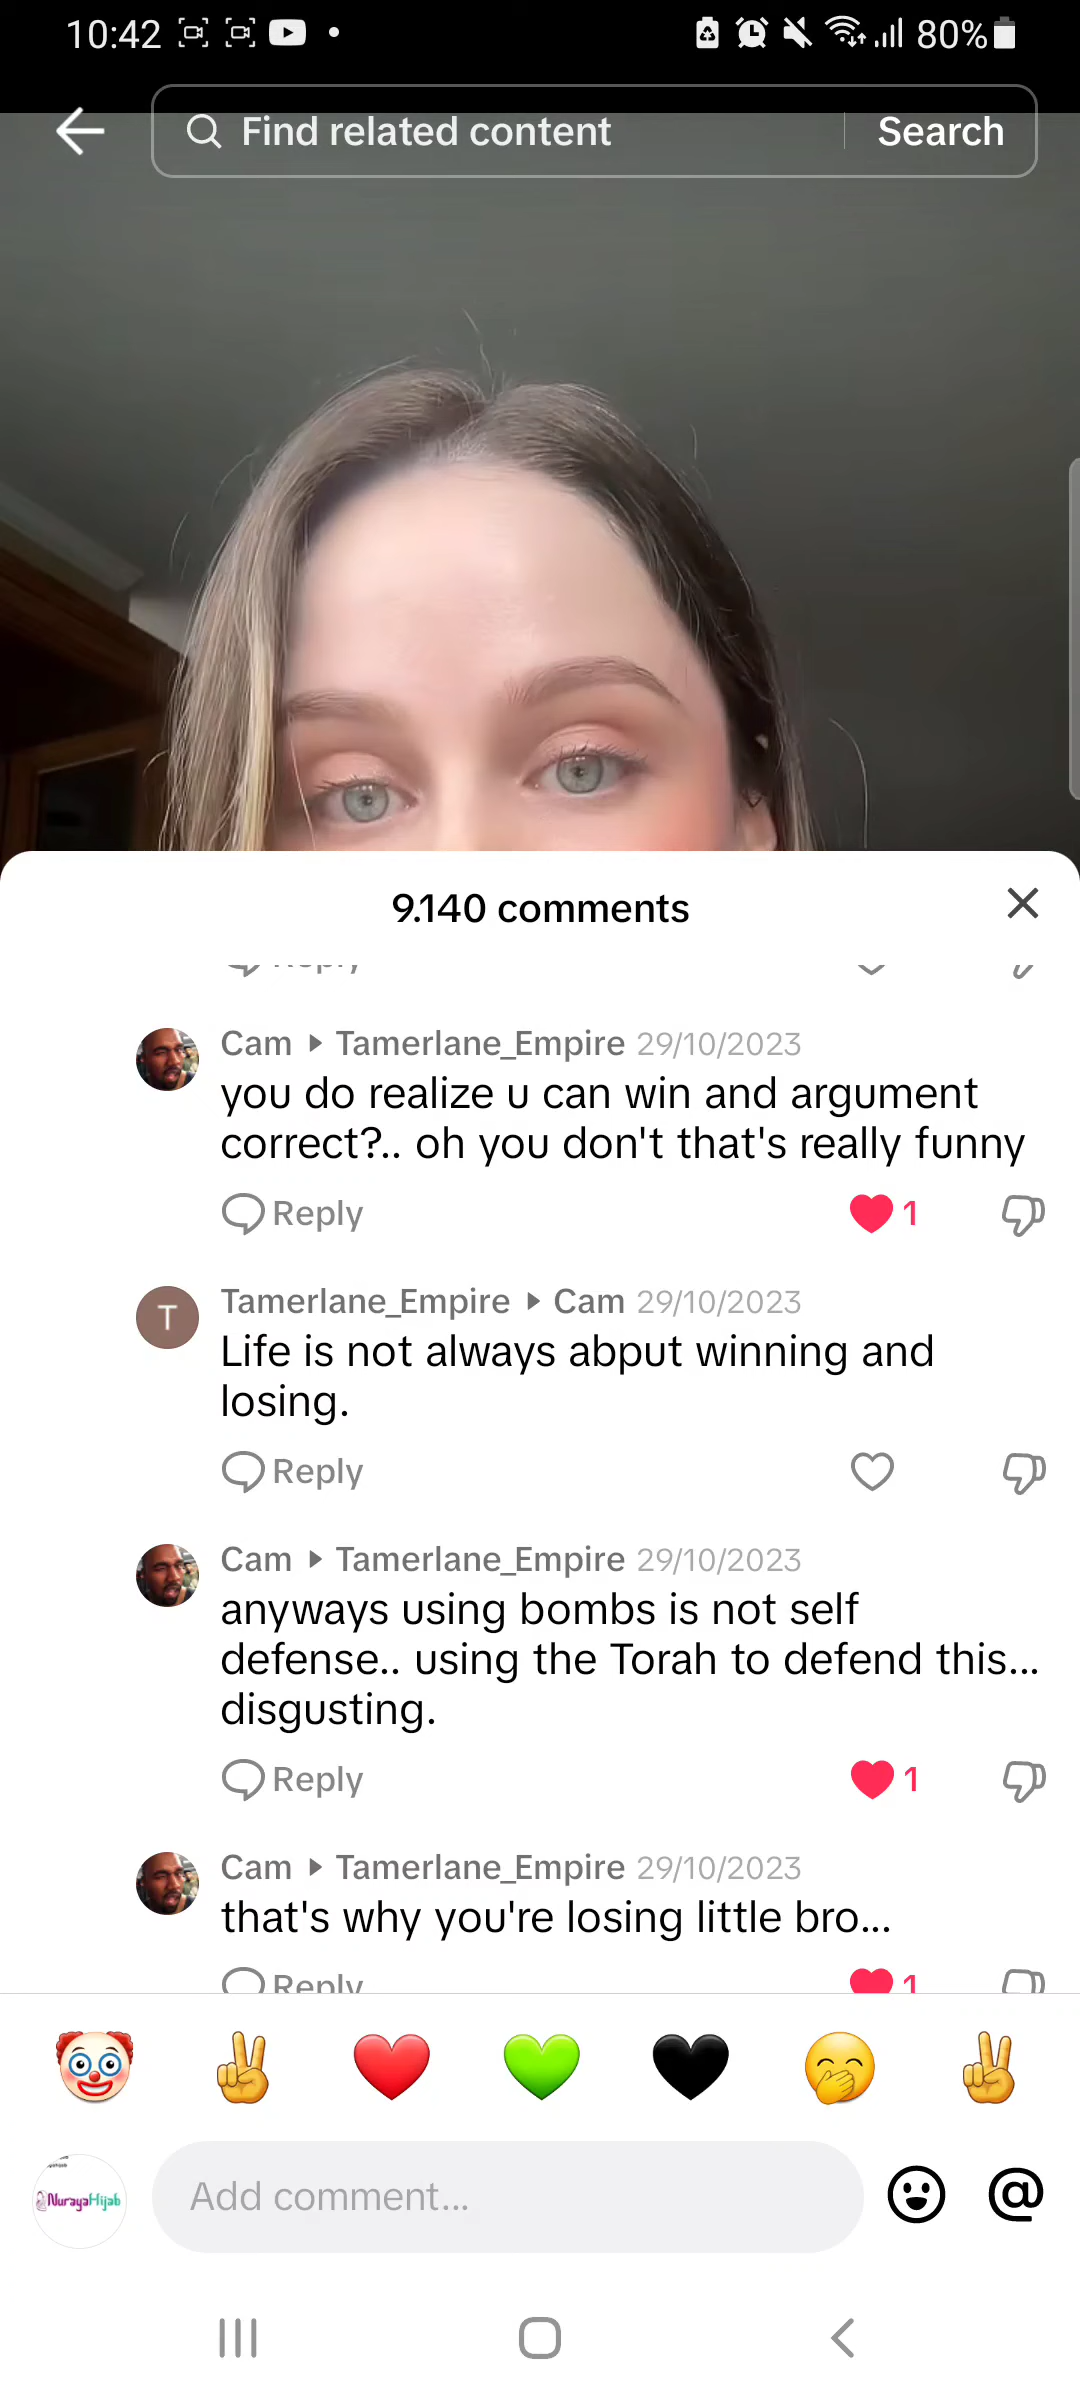 10:42
80%
Find related content
Search
9.140 comments
Reply
Cam ▸ Tamerlane_Empire 29/10/2023
you do realize u can win and argument
correct?.. oh you don't that's really funny
Reply
1
Tamerlane_Empire ▸ Cam 29/10/2023
Life is not always abput winning and
losing.
Reply
Cam ▸ Tamerlane_Empire 29/10/2023
anyways using bombs is not self
defense.. using the Torah to defend this...
disgusting.
Reply
1
Cam ▸ Tamerlane_Empire 29/10/2023
that's why you're losing little bro...
Reply
1
T
NurayaHijab
Add comment...
@